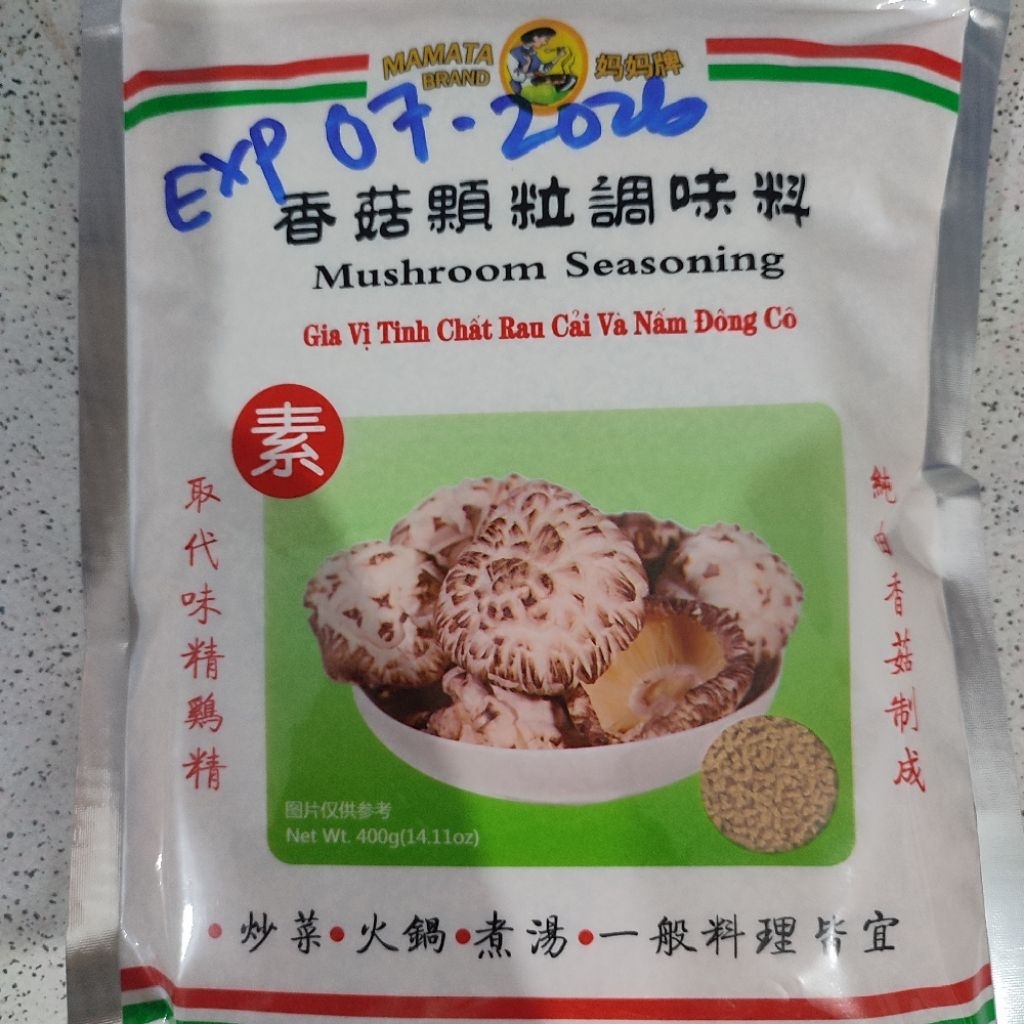 MAMATA
BRAND
妈妈牌
EXP 07-2026
香菇顆粒調味料
Mushroom Seasoning
Gia Vị Tinh Chất Rau Cải Và Nấm Đông Cô
素
取代味精鷄精
純白香菇制成
图片仅供参考
Net Wt. 400g(14.11oz)
•炒菜•火鍋•煮湯•一般料理皆宜